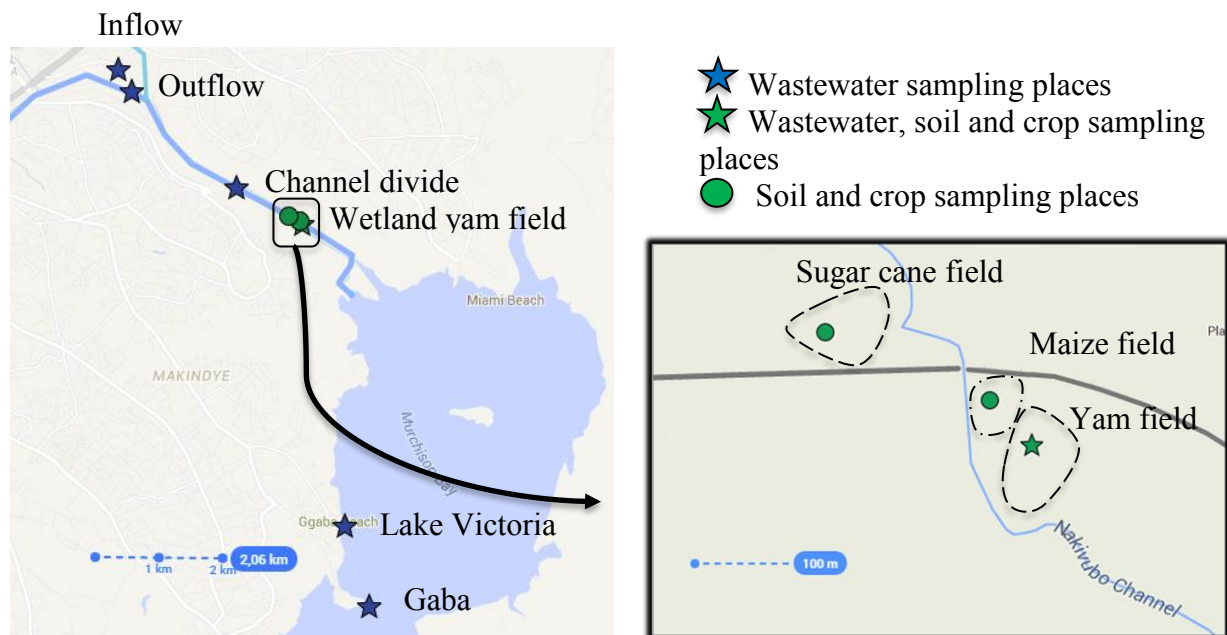 Inflow
Outflow
Channel divide
Wetland yam field
Miami Beach
MAKINDYE
Murchison Bay
Lake Victoria
1 km
2 km
2,06 km
Gaba
Wastewater sampling places
Wastewater, soil and crop sampling
places
Soil and crop sampling places
Sugar cane field
Maize field
Yam field
100 m
Nakivubo Channel